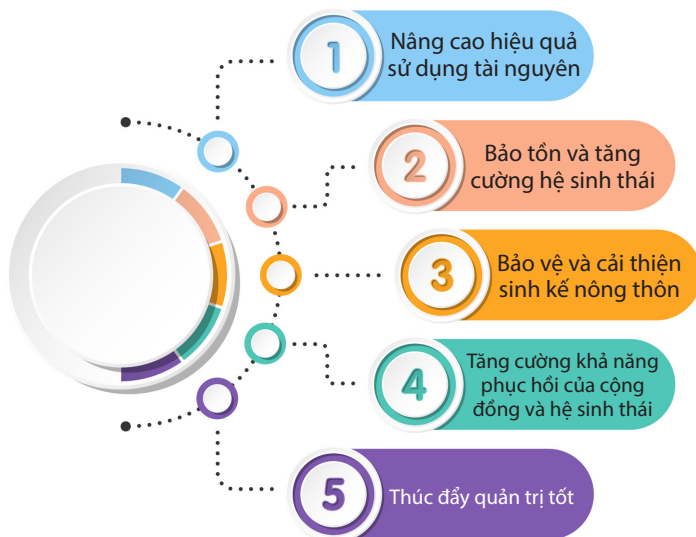 1
Nâng cao hiệu quả
sử dụng tài nguyên
2
Bảo tồn và tăng
cường hệ sinh thái
3
Bảo vệ và cải thiện
sinh kế nông thôn
4
Tăng cường khả năng
phục hồi của cộng
đồng và hệ sinh thái
5
Thúc đẩy quản trị tốt